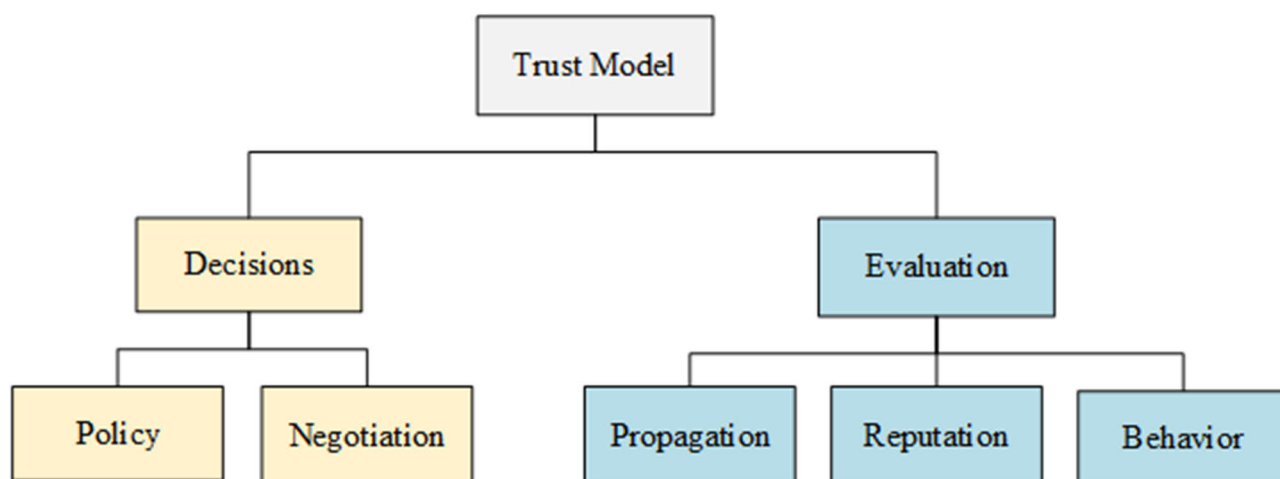 Trust Model
Decisions
Evaluation
Policy
Negotiation
Propagation
Reputation
Behavior